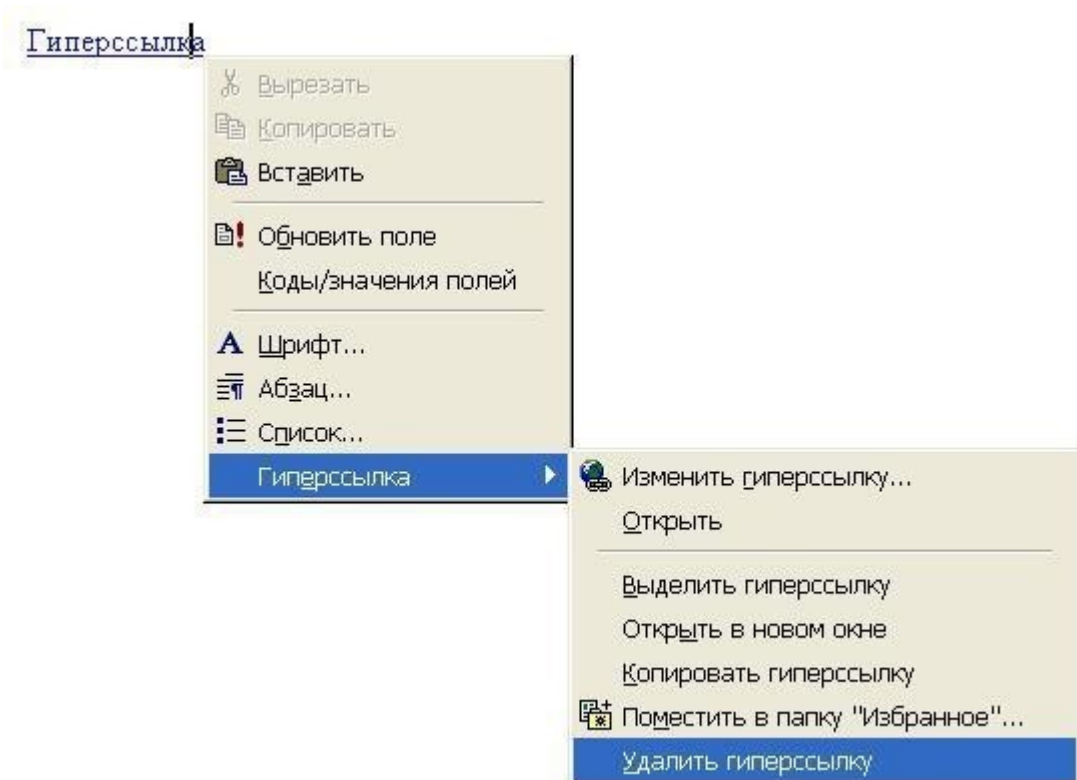 Гиперссылка
Вырезать
Копировать
Вставить
Обновить поле
Коды/значения полей
Шрифт...
Абзац...
Список...
Гиперссылка
Изменить гиперссылку...
Открыть
Выделить гиперссылку
Открыть в новом окне
Копировать гиперссылку
Поместить в папку "Избранное"...
Удалить гиперссылку